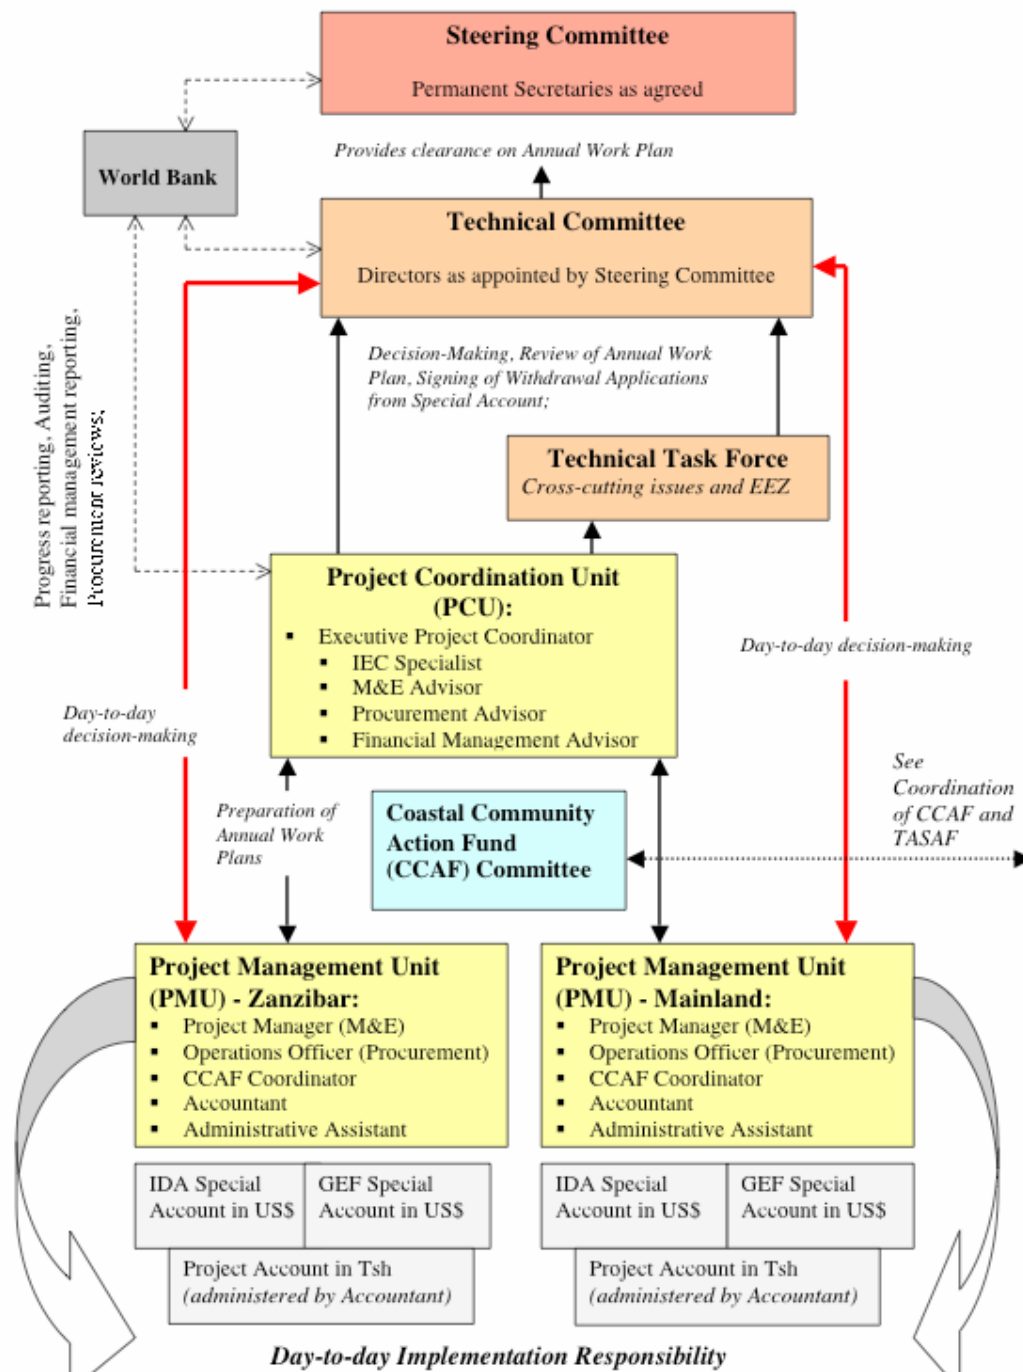 Steering Committee
Permanent Secretaries as agreed
World Bank
Provides clearance on Annual Work Plan
Technical Committee
Directors as appointed by Steering Committee
Progress reporting, Auditing,
Financial management reporting,
Procurement reviews;
Decision-Making, Review of Annual Work
Plan, Signing of Withdrawal Applications
from Special Account;
Technical Task Force
Cross-cutting issues and EEZ
Project Coordination Unit
(PCU):
▪ Executive Project Coordinator
▪ IEC Specialist
▪ M&E Advisor
▪ Procurement Advisor
▪ Financial Management Advisor
Day-to-day decision-making
Day-to-day
decision-making
See
Coordination
of CCAF and
TASAF
Preparation of
Annual Work
Plans
Coastal Community
Action Fund
(CCAF) Committee
Project Management Unit
(PMU) - Zanzibar:
▪ Project Manager (M&E)
▪ Operations Officer (Procurement)
▪ CCAF Coordinator
▪ Accountant
▪ Administrative Assistant
Project Management Unit
(PMU) - Mainland:
▪ Project Manager (M&E)
▪ Operations Officer (Procurement)
▪ CCAF Coordinator
▪ Accountant
▪ Administrative Assistant
IDA Special
Account in US$
GEF Special
Account in US$
IDA Special
Account in US$
GEF Special
Account in US$
Project Account in Tsh
(administered by Accountant)
Project Account in Tsh
(administered by Accountant)
Day-to-day Implementation Responsibility